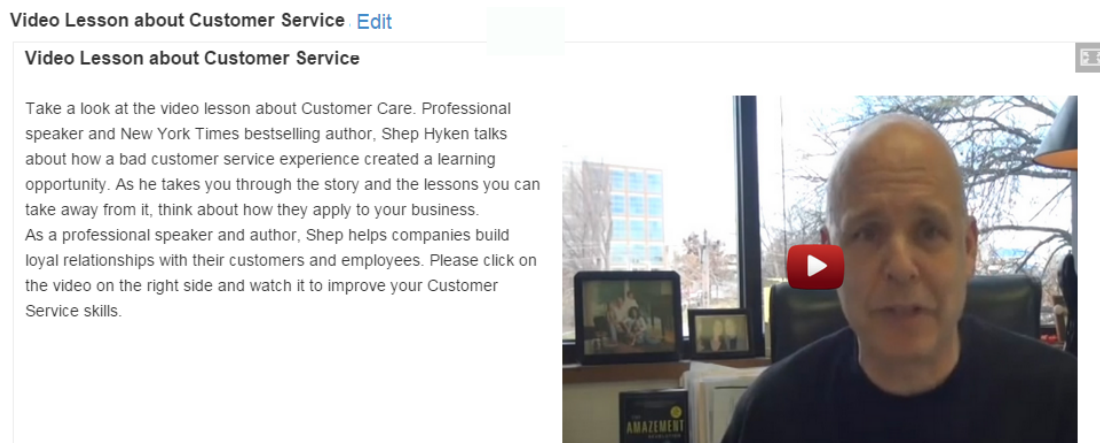 Video Lesson about Customer Service Edit
Video Lesson about Customer Service
Take a look at the video lesson about Customer Care. Professional
speaker and New York Times bestselling author, Shep Hyken talks
about how a bad customer service experience created a learning
opportunity. As he takes you through the story and the lessons you can
take away from it, think about how they apply to your business.
As a professional speaker and author, Shep helps companies build
loyal relationships with their customers and employees. Please click on
the video on the right side and watch it to improve your Customer
Service skills.
AMAZEMENT